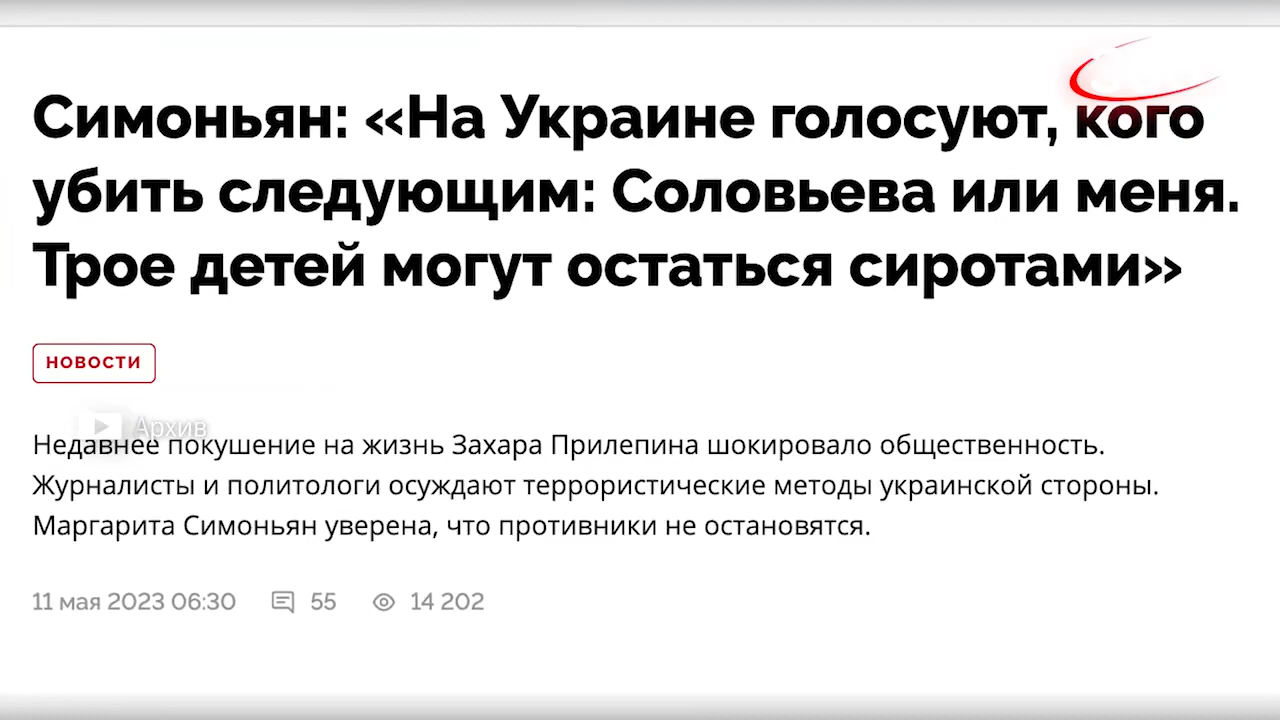 Симоньян: «На Украине голосуют, кого
убить следующим: Соловьева или меня.
Трое детей могут остаться сиротами»
НОВОСТИ
Архив
Недавнее покушение на жизнь Захара Прилепина шокировало общественность.
Журналисты и политологи осуждают террористические методы украинской стороны.
Маргарита Симоньян уверена, что противники не остановятся.
11 мая 2023 06:30 55 14 202